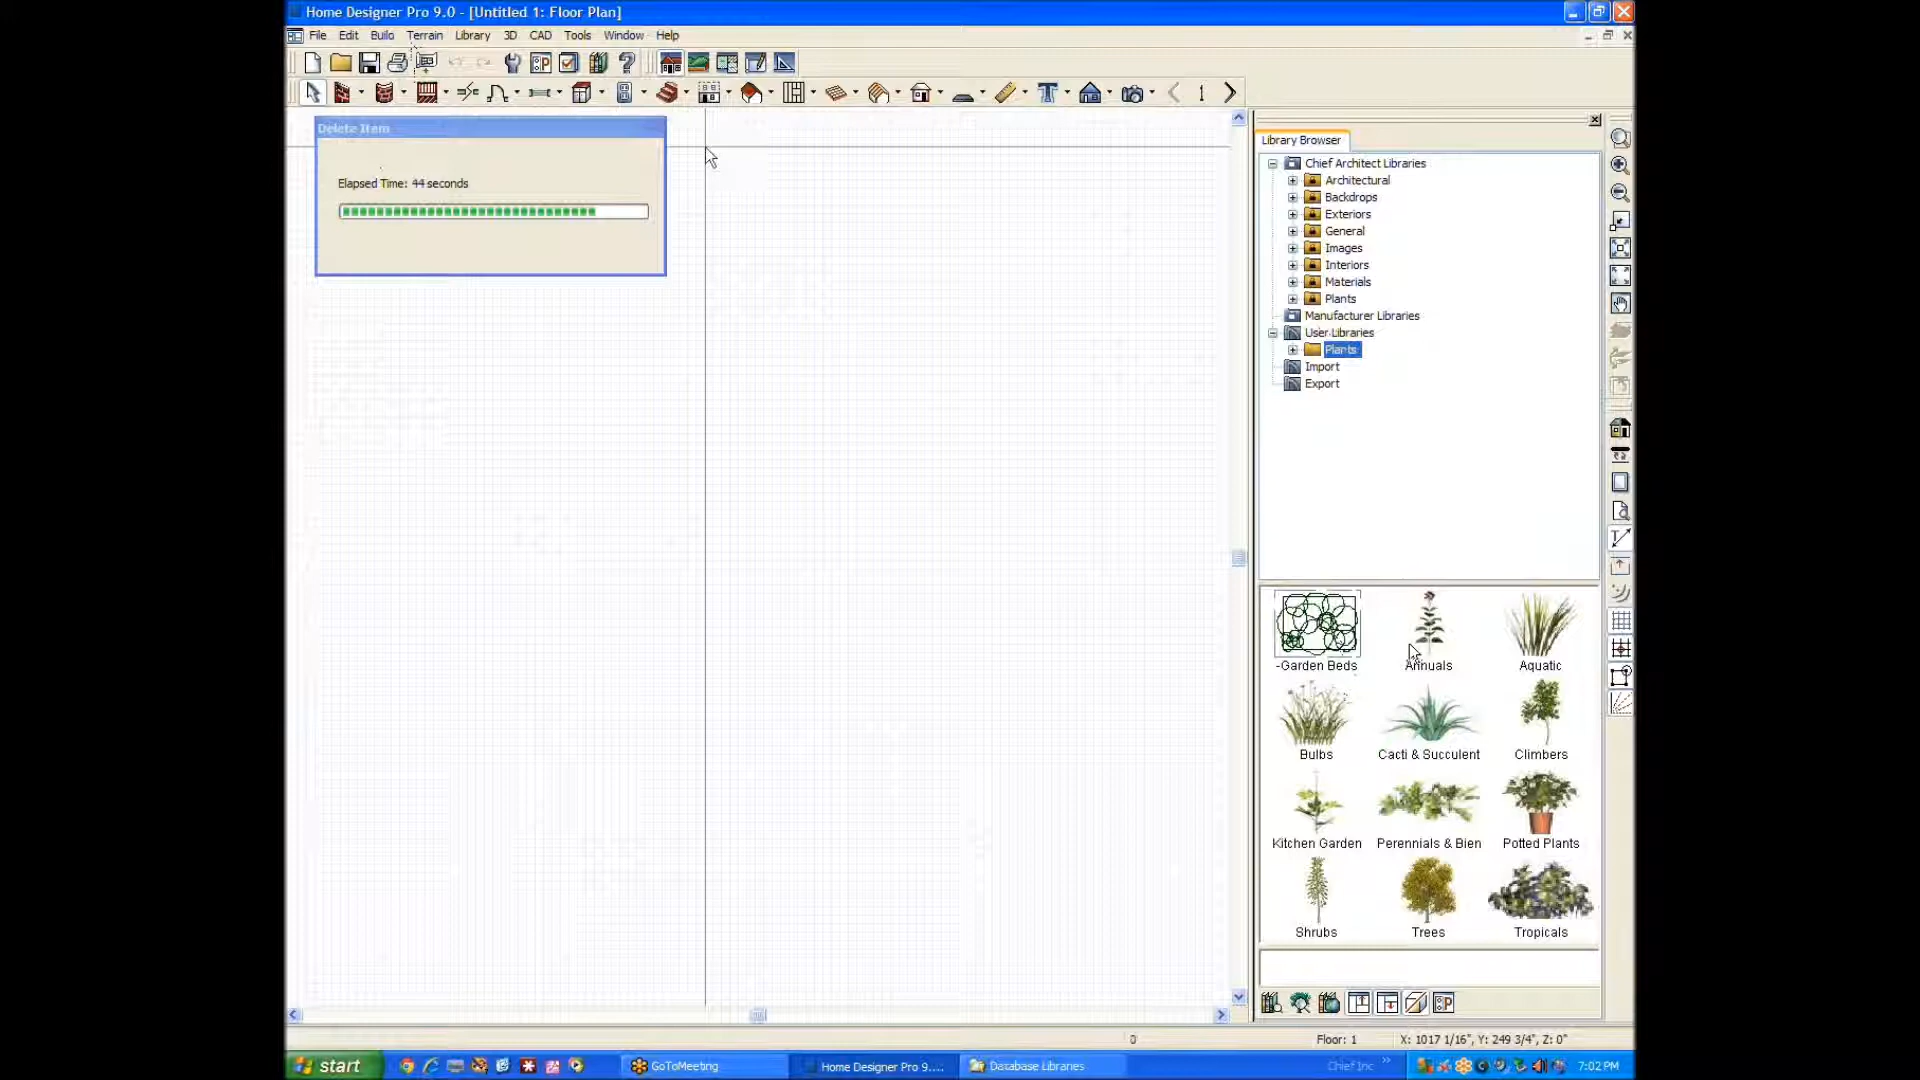 Home Designer Pro 9.0 - [Untitled 1: Floor Plan]
File Edit Build Terrain Library 3D CAD Tools Window Help
1
Delete Item
Elapsed Time: 44 seconds
Library Browser
Chief Architect Libraries
Architectural
Backdrops
Exteriors
General
Images
Interiors
Materials
Plants
Manufacturer Libraries
User Libraries
Plants
Import
Export
-Garden Beds Annuals Aquatic
Bulbs Cacti & Succulent Climbers
Kitchen Garden Perennials & Bien Potted Plants
Shrubs Trees Tropicals
0 Floor: 1 X: 1017 1/16", Y: 249 3/4", Z: 0"
start GoToMeeting Home Designer Pro 9.... Database Libraries Chief Inc » 7:02 PM